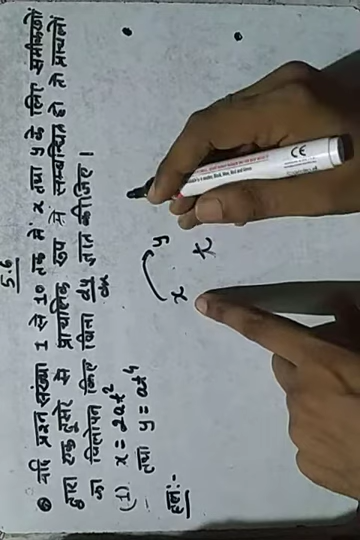 5.6
यदि प्रश्न संख्या 1 से 10 तक में x तथा y दिए लिए समीकरणों
द्वारा एक दूसरे से प्राचलिक रूप में सम्बन्धित हो तो प्राचलों
का विलोपन किए बिना dy/dx ज्ञात कीजिए।
(1) x = 2at²
तथा y = at⁴
हल:-
x y
t
CE